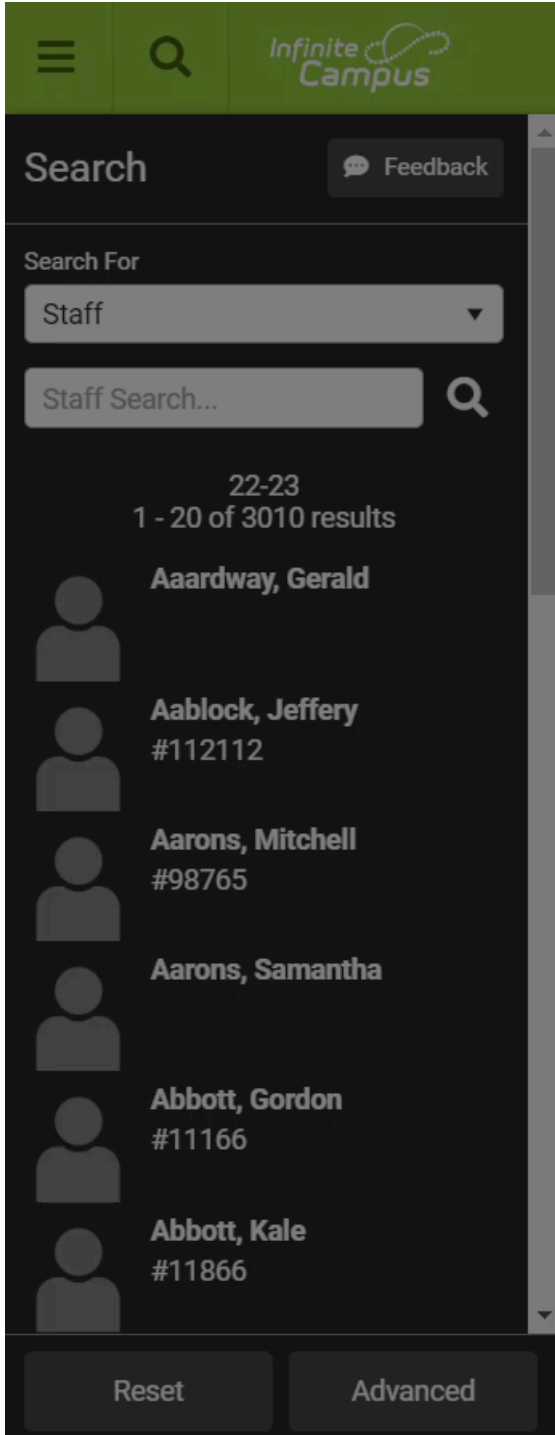 Infinite
Campus
Search
Feedback
Search For
Staff
Staff Search...
22-23
1 - 20 of 3010 results
Aaardway, Gerald
Aablock, Jeffery
#112112
Aarons, Mitchell
#98765
Aarons, Samantha
Abbott, Gordon
#11166
Abbott, Kale
#11866
Reset
Advanced